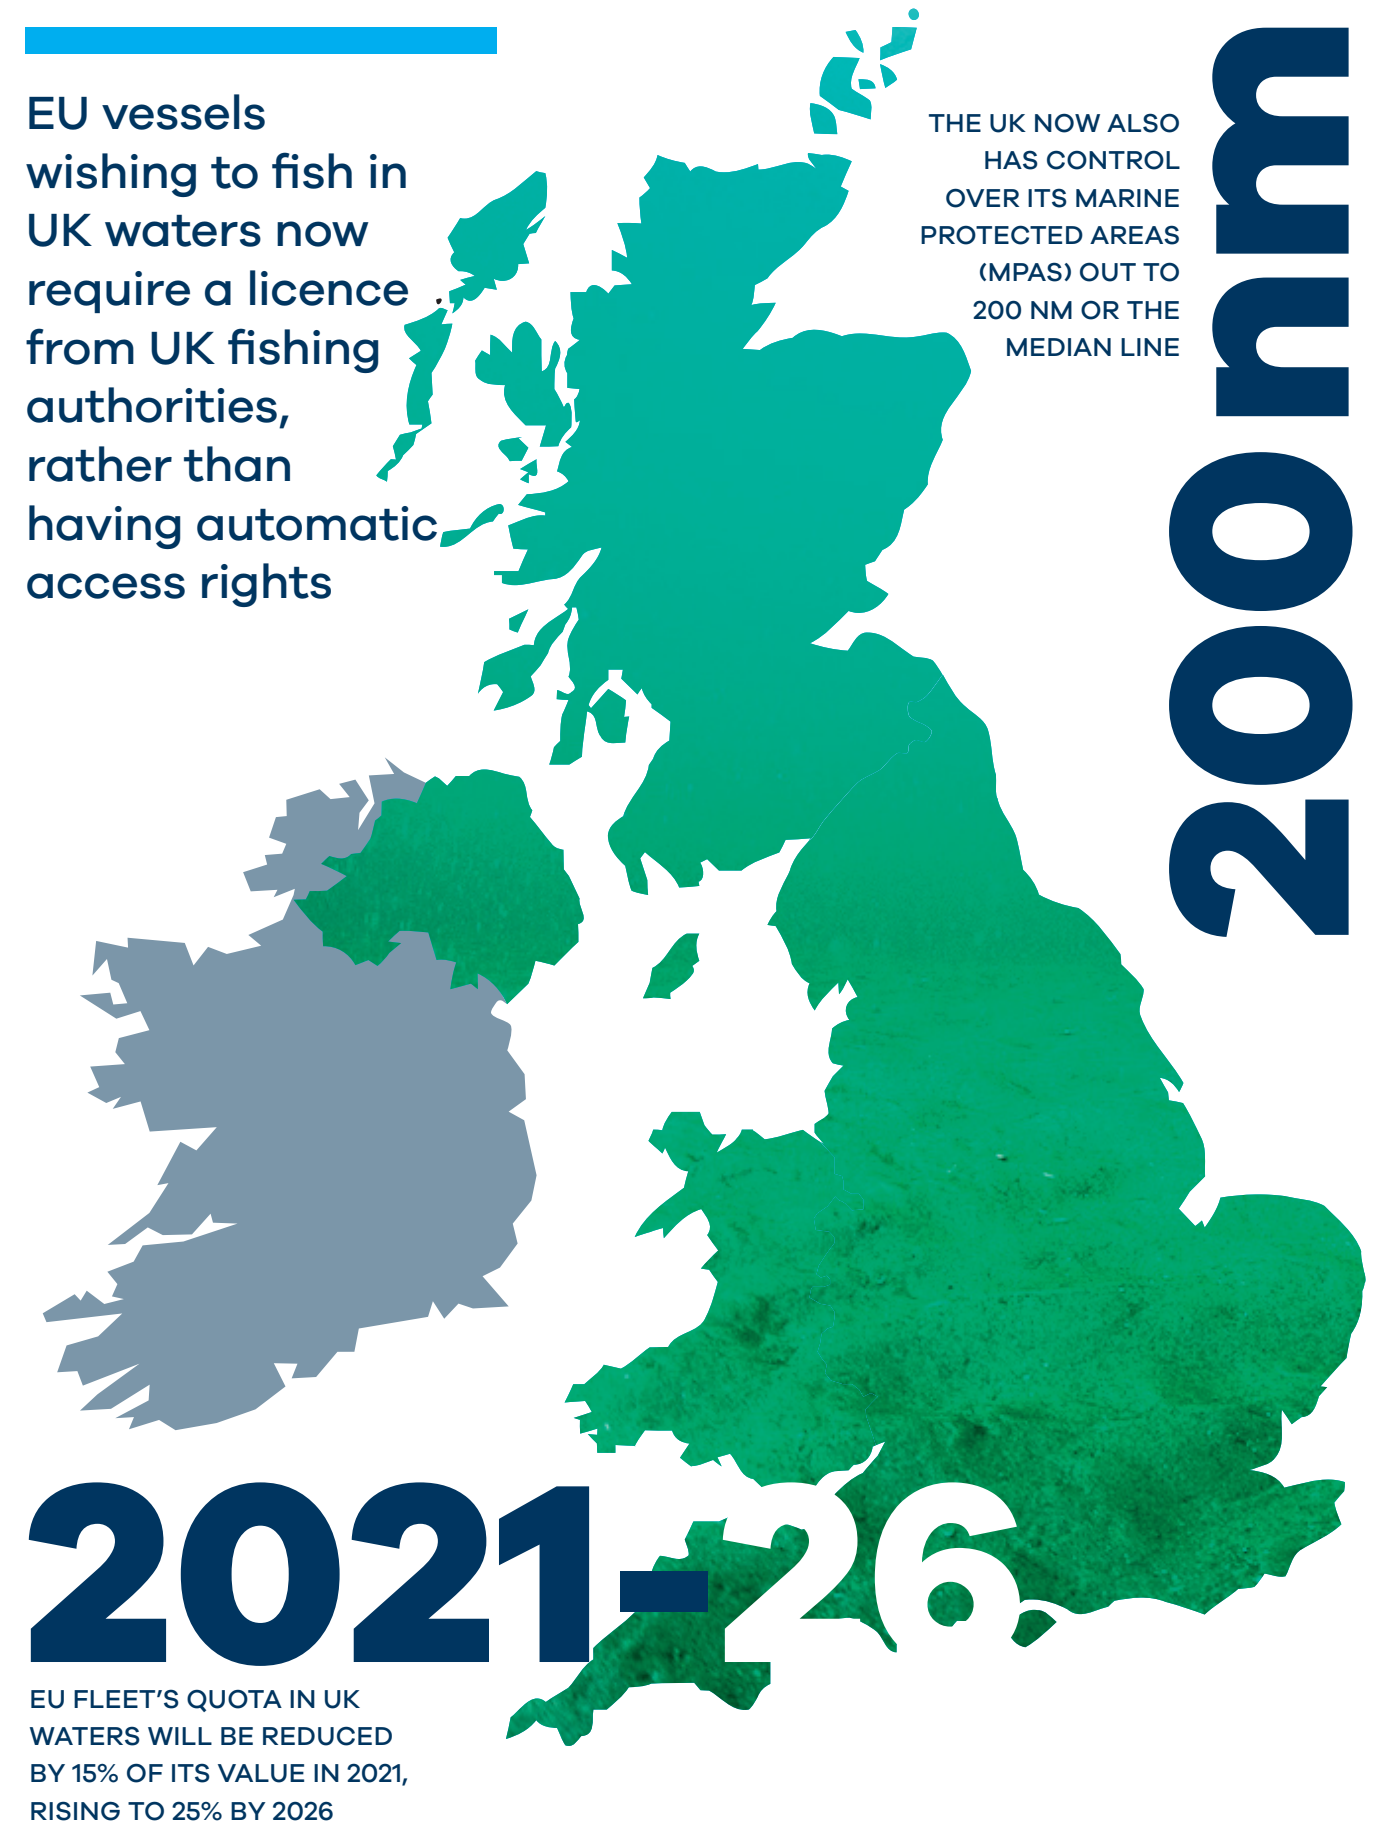 EU vessels
wishing to fish in
UK waters now
require a licence
from UK fishing
authorities,
rather than
having automatic
access rights
THE UK NOW ALSO
HAS CONTROL
OVER ITS MARINE
PROTECTED AREAS
(MPAS) OUT TO
200 NM OR THE
MEDIAN LINE
200 nm
2021-26
EU FLEET’S QUOTA IN UK
WATERS WILL BE REDUCED
BY 15% OF ITS VALUE IN 2021,
RISING TO 25% BY 2026